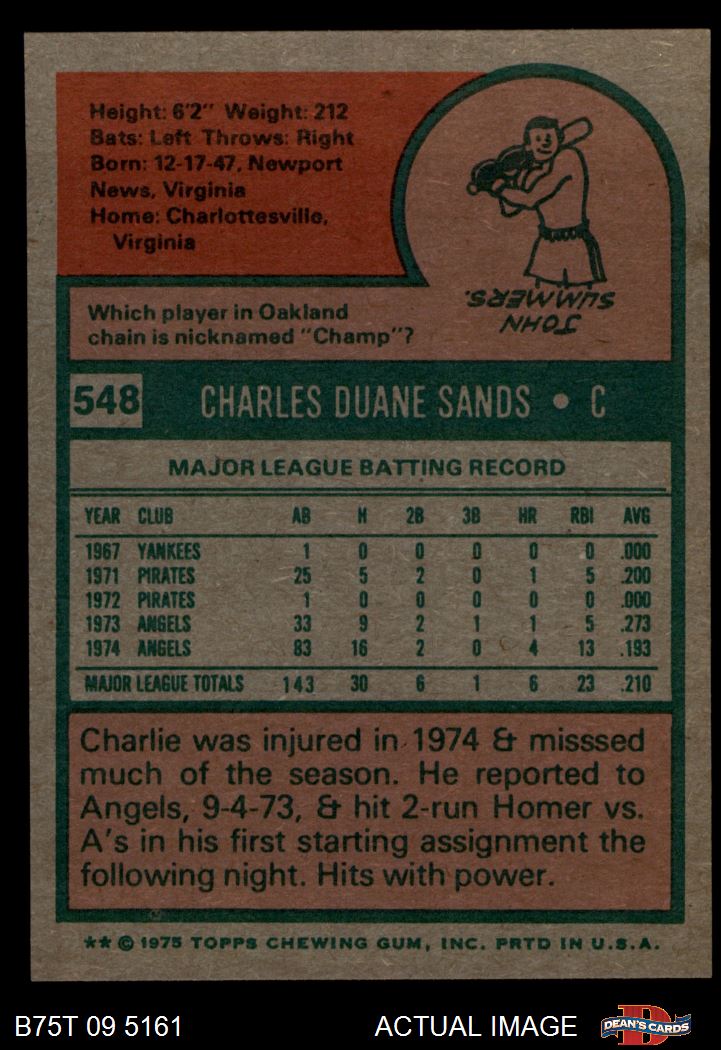 Height: 6'2" Weight: 212
Bats: Left Throws: Right
Born: 12-17-47, Newport
News, Virginia
Home: Charlottesville,
Virginia
JOHN
SUMMERS.
Which player in Oakland
chain is nicknamed "Champ"?
548 CHARLES DUANE SANDS • C
MAJOR LEAGUE BATTING RECORD
YEAR CLUB AB H 2B 3B HR RBI AVG
1967 YANKEES 1 0 0 0 0 0 .000
1971 PIRATES 25 5 2 0 1 5 .200
1972 PIRATES 1 0 0 0 0 0 .000
1973 ANGELS 33 9 2 1 1 5 .273
1974 ANGELS 83 16 2 0 4 13 .193
MAJOR LEAGUE TOTALS 143 30 6 1 6 23 .210
Charlie was injured in 1974 & misssed
much of the season. He reported to
Angels, 9-4-73, & hit 2-run Homer vs.
A's in his first starting assignment the
following night. Hits with power.
** © 1975 TOPPS CHEWING GUM, INC. PRTD IN U.S.A.
B75T 09 5161 ACTUAL IMAGE D DEAN'S CARDS